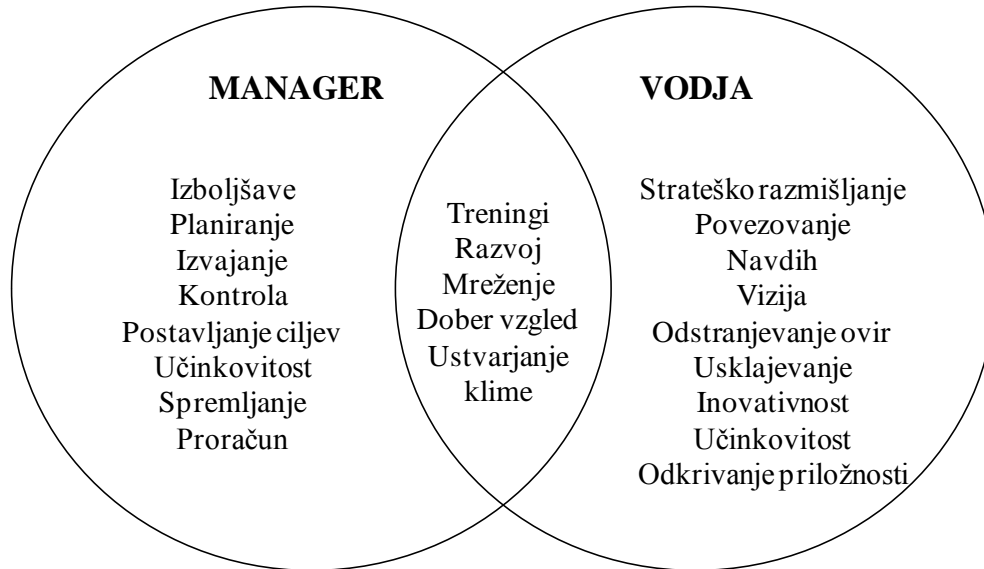 MANAGER
Izboljšave
Planiranje
Izvajanje
Kontrola
Postavljanje ciljev
Učinkovitost
Spremljanje
Proračun
Treningi
Razvoj
Mreženje
Dober vzgled
Ustvarjanje
klime
VODJA
Strateško razmišljanje
Povezovanje
Navdih
Vizija
Odstranjevanje ovir
Usklajevanje
Inovativnost
Učinkovitost
Odkrivanje priložnosti